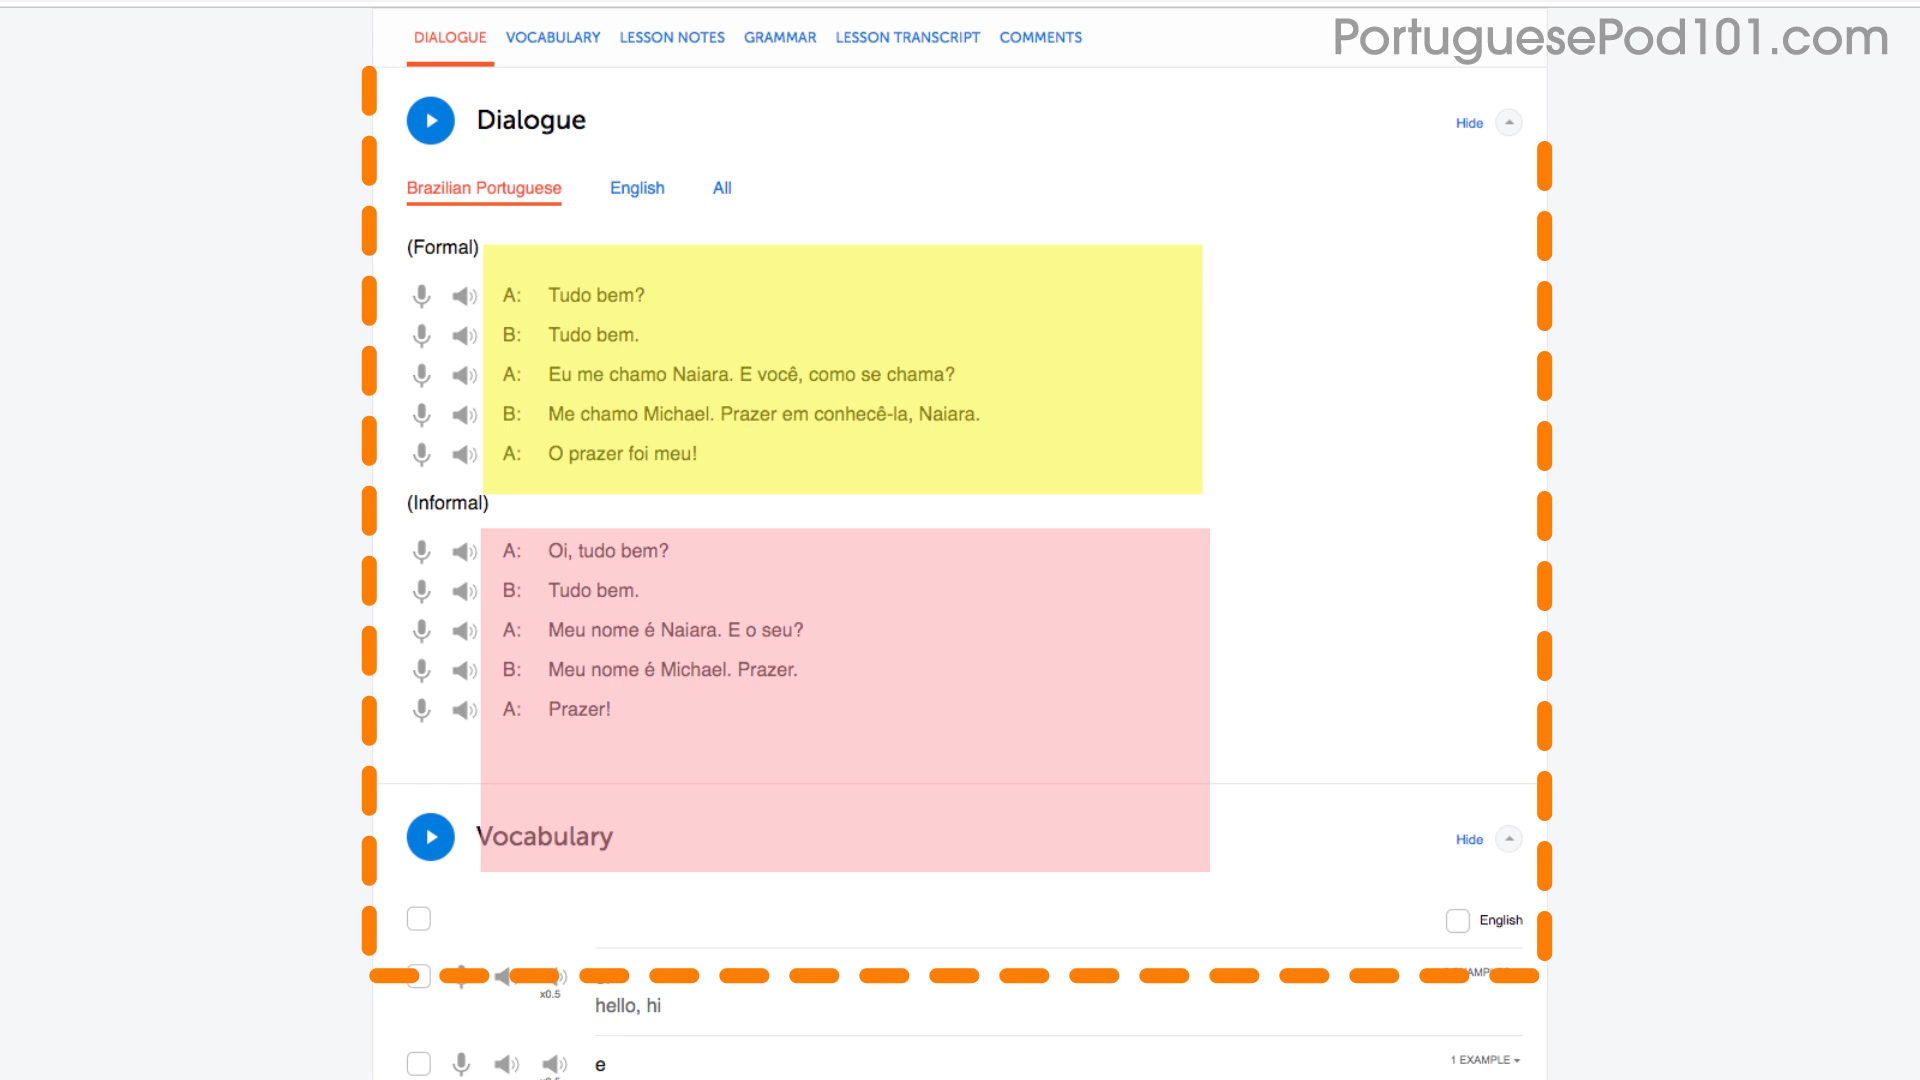 PortuguesePod101.com
DIALOGUE VOCABULARY LESSON NOTES GRAMMAR LESSON TRANSCRIPT COMMENTS
Dialogue
Hide
Brazilian Portuguese English All
(Formal)
A: Tudo bem?
B: Tudo bem.
A: Eu me chamo Naiara. E você, como se chama?
B: Me chamo Michael. Prazer em conhecê-la, Naiara.
A: O prazer foi meu!
(Informal)
A: Oi, tudo bem?
B: Tudo bem.
A: Meu nome é Naiara. E o seu?
B: Meu nome é Michael. Prazer.
A: Prazer!
Vocabulary
Hide
English
x0.5
hello, hi
e
1 EXAMPLE